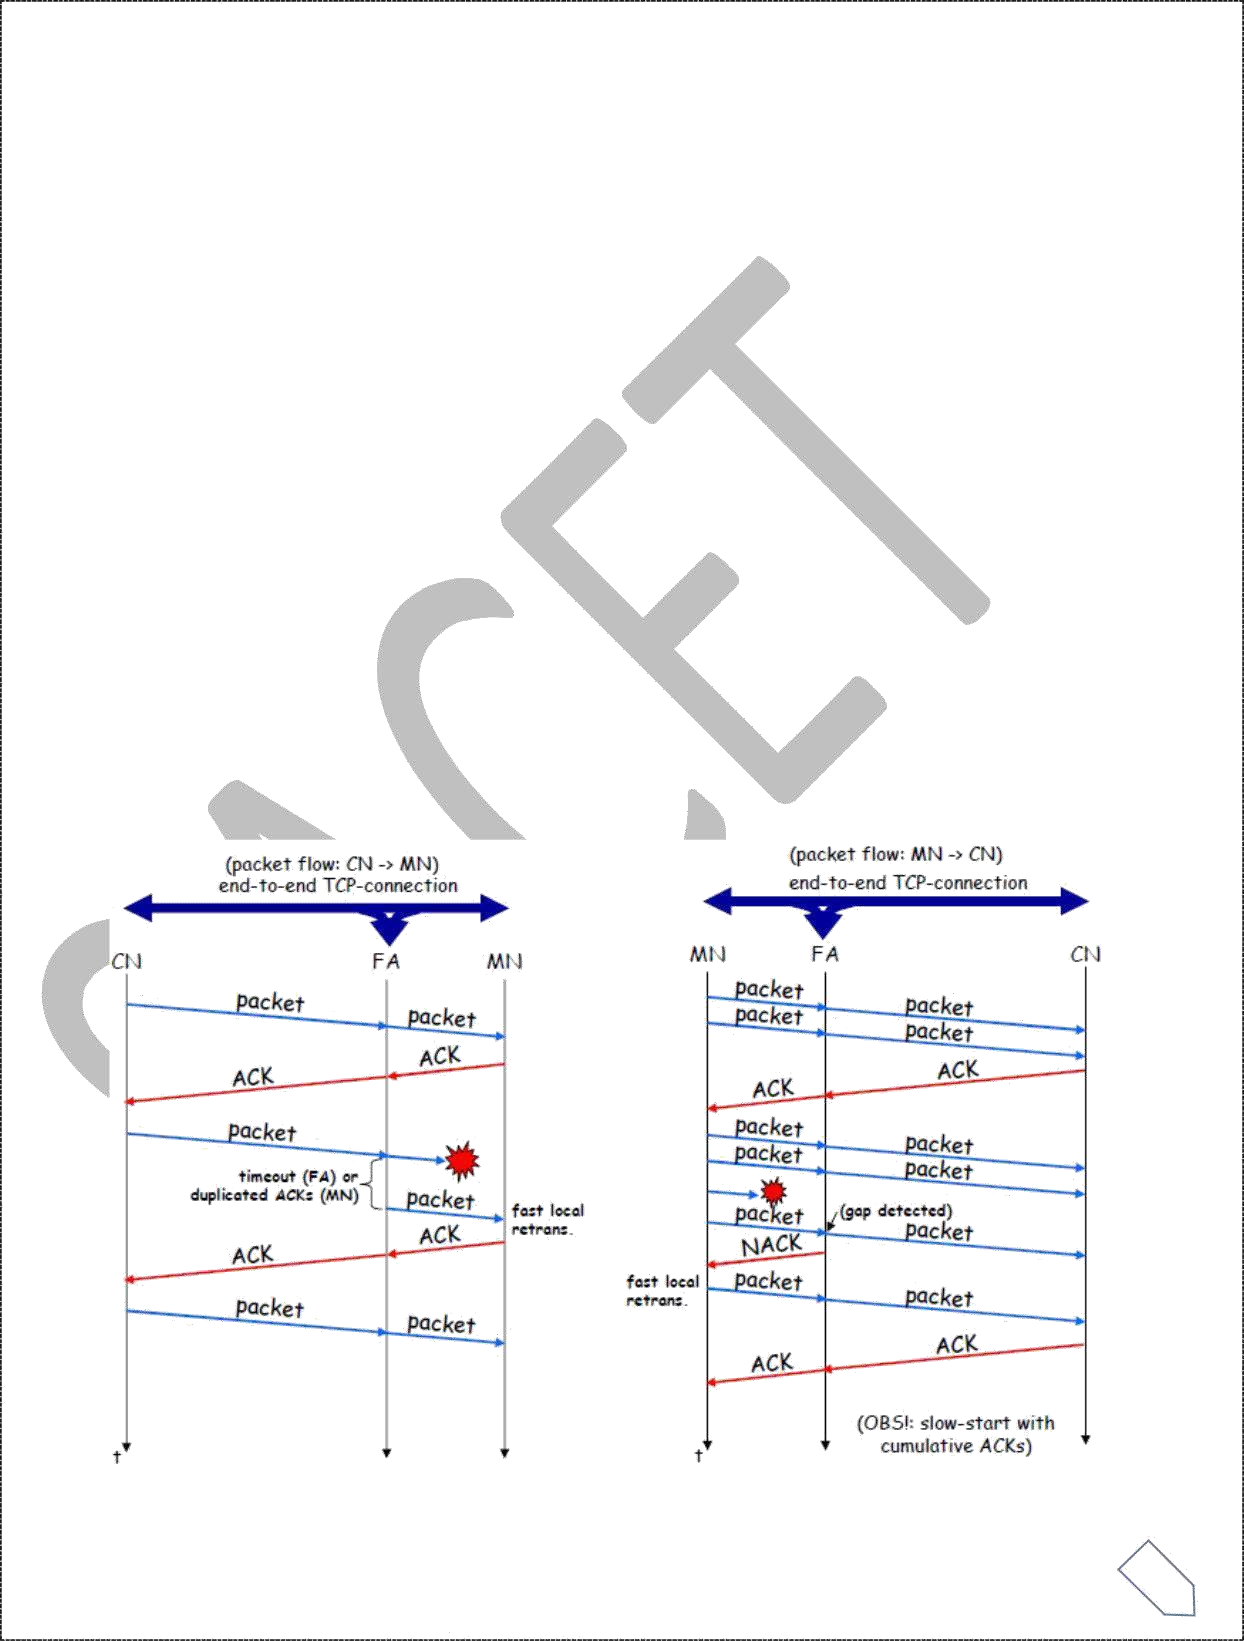 (packet flow: CN -> MN)
end-to-end TCP-connection
CN
FA
MN
packet
packet
ACK
ACK
packet
timeout (FA) or
duplicated ACKs (MN)
packet
fast local
retrans.
ACK
ACK
packet
packet
t
(packet flow: MN -> CN)
end-to-end TCP-connection
MN
FA
CN
packet
packet
packet
packet
ACK
ACK
packet
packet
packet
packet
(gap detected)
packet
packet
NACK
fast local
retrans.
packet
packet
ACK
ACK
(OBS!: slow-start with
cumulative ACKs)
t